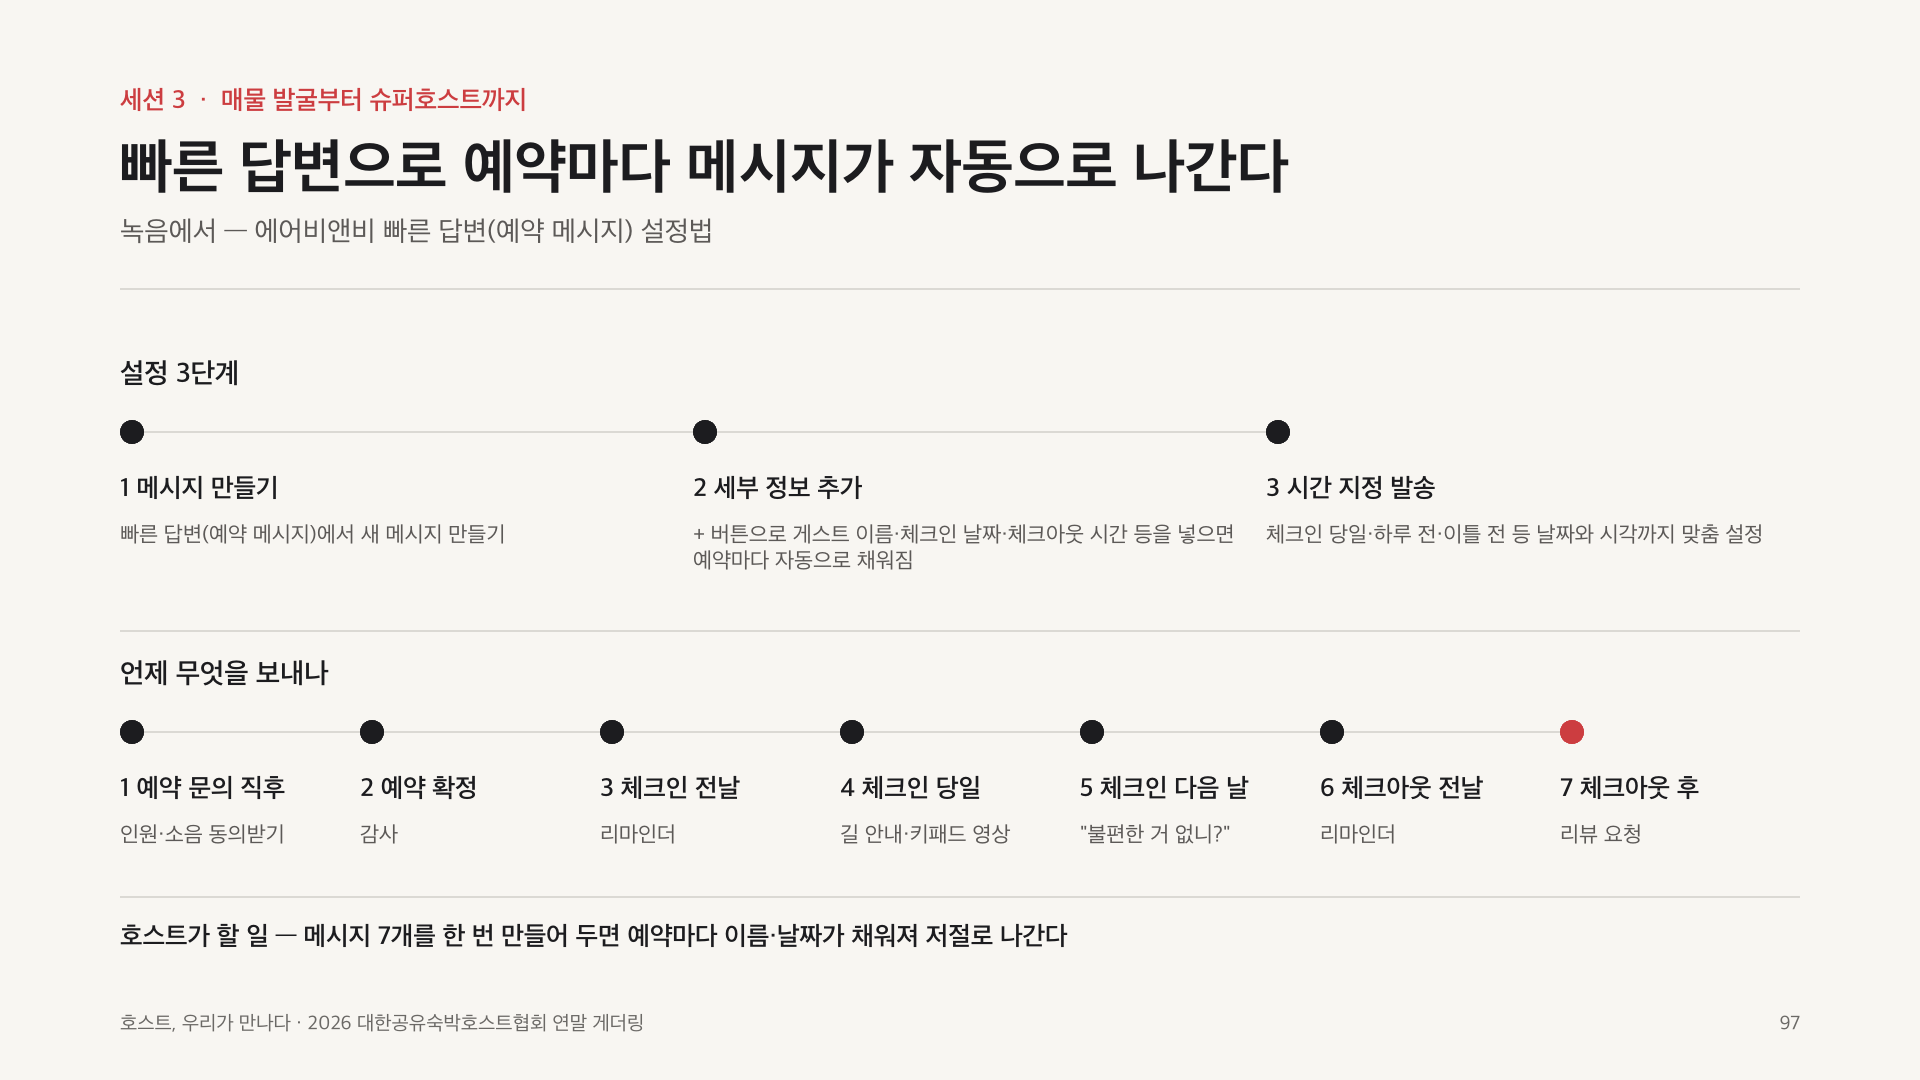 세션 3 · 매물 발굴부터 슈퍼호스트까지
빠른 답변으로 예약마다 메시지가 자동으로 나간다
녹음에서 — 에어비앤비 빠른 답변(예약 메시지) 설정법
설정 3단계
1 메시지 만들기
빠른 답변(예약 메시지)에서 새 메시지 만들기
2 세부 정보 추가
+ 버튼으로 게스트 이름·체크인 날짜·체크아웃 시간 등을 넣으면
예약마다 자동으로 채워짐
3 시간 지정 발송
체크인 당일·하루 전·이틀 전 등 날짜와 시각까지 맞춤 설정
언제 무엇을 보내나
1 예약 문의 직후
인원·소음 동의받기
2 예약 확정
감사
3 체크인 전날
리마인더
4 체크인 당일
길 안내·키패드 영상
5 체크인 다음 날
"불편한 거 없니?"
6 체크아웃 전날
리마인더
7 체크아웃 후
리뷰 요청
호스트가 할 일 — 메시지 7개를 한 번 만들어 두면 예약마다 이름·날짜가 채워져 저절로 나간다
호스트, 우리가 만나다 · 2026 대한공유숙박호스트협회 연말 게더링
97